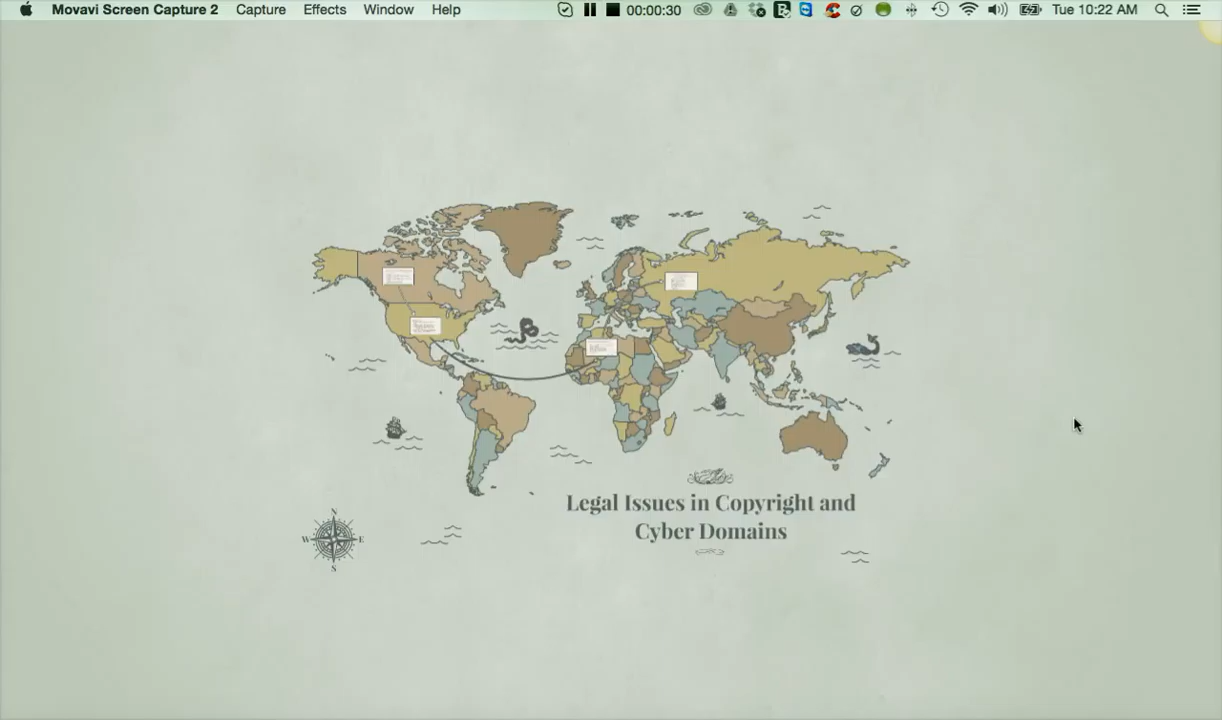 Movavi Screen Capture 2 Capture Effects Window Help 00:00:30 Tue 10:22 AM
Legal Issues in Copyright and
Cyber Domains
N
W E
S